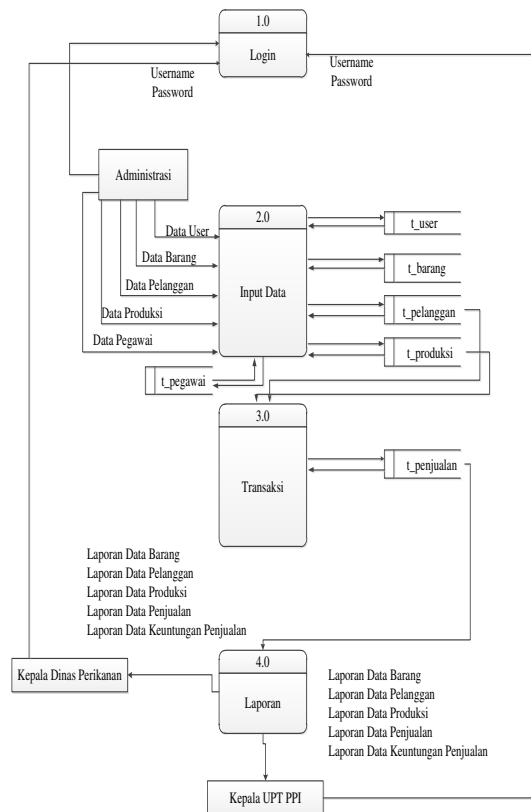 1.0
Login
Username
Password
Username
Password
Administrasi
2.0
Input Data
Data User
Data Barang
Data Pelanggan
Data Produksi
Data Pegawai
t_user
t_barang
t_pelanggan
t_produksi
t_pegawai
3.0
Transaksi
t_penjualan
Laporan Data Barang
Laporan Data Pelanggan
Laporan Data Produksi
Laporan Data Penjualan
Laporan Data Keuntungan Penjualan
Kepala Dinas Perikanan
4.0
Laporan
Laporan Data Barang
Laporan Data Pelanggan
Laporan Data Produksi
Laporan Data Penjualan
Laporan Data Keuntungan Penjualan
Kepala UPT PPI